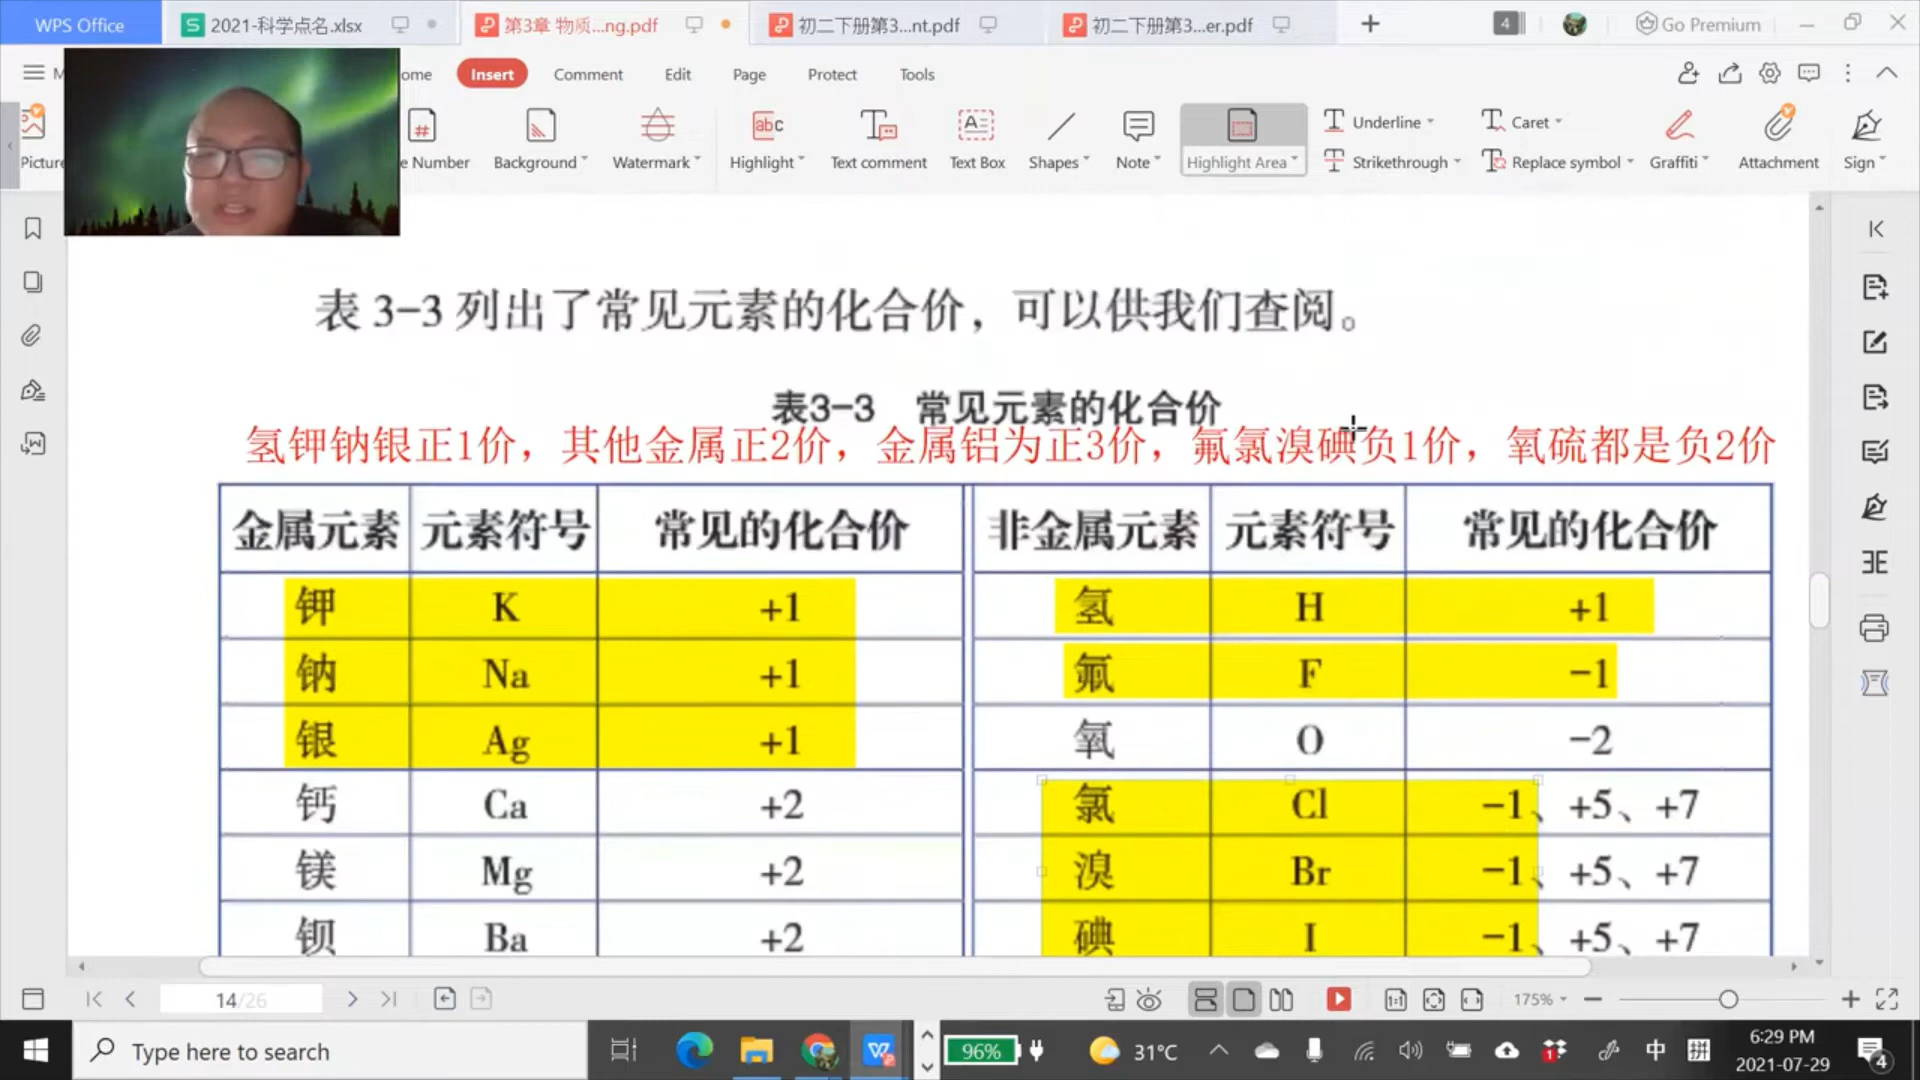 WPS Office
2021-科学点名.xlsx
第3章 物质...ng.pdf
初二下册第3...nt.pdf
初二下册第3...er.pdf
4
Go Premium
Insert
Comment
Edit
Page
Protect
Tools
Picture
Number
Background
Watermark
Highlight
Text comment
Text Box
Shapes
Note
Highlight Area
Underline
Strikethrough
Caret
Replace symbol
Graffiti
Attachment
Sign
表 3-3 列出了常见元素的化合价，可以供我们查阅。
表3-3 常见元素的化合价
氢钾钠银正1价，其他金属正2价，金属铝为正3价，氟氯溴碘负1价，氧硫都是负2价
金属元素 元素符号 常见的化合价 非金属元素 元素符号 常见的化合价
钾 K +1 氢 H +1
钠 Na +1 氟 F -1
银 Ag +1 氧 O -2
钙 Ca +2 氯 Cl -1、+5、+7
镁 Mg +2 溴 Br -1、+5、+7
钡 Ba +2 碘 I -1、+5、+7
14/26
175%
Type here to search
96%
31°C
中
拼
6:29 PM
2021-07-29
4